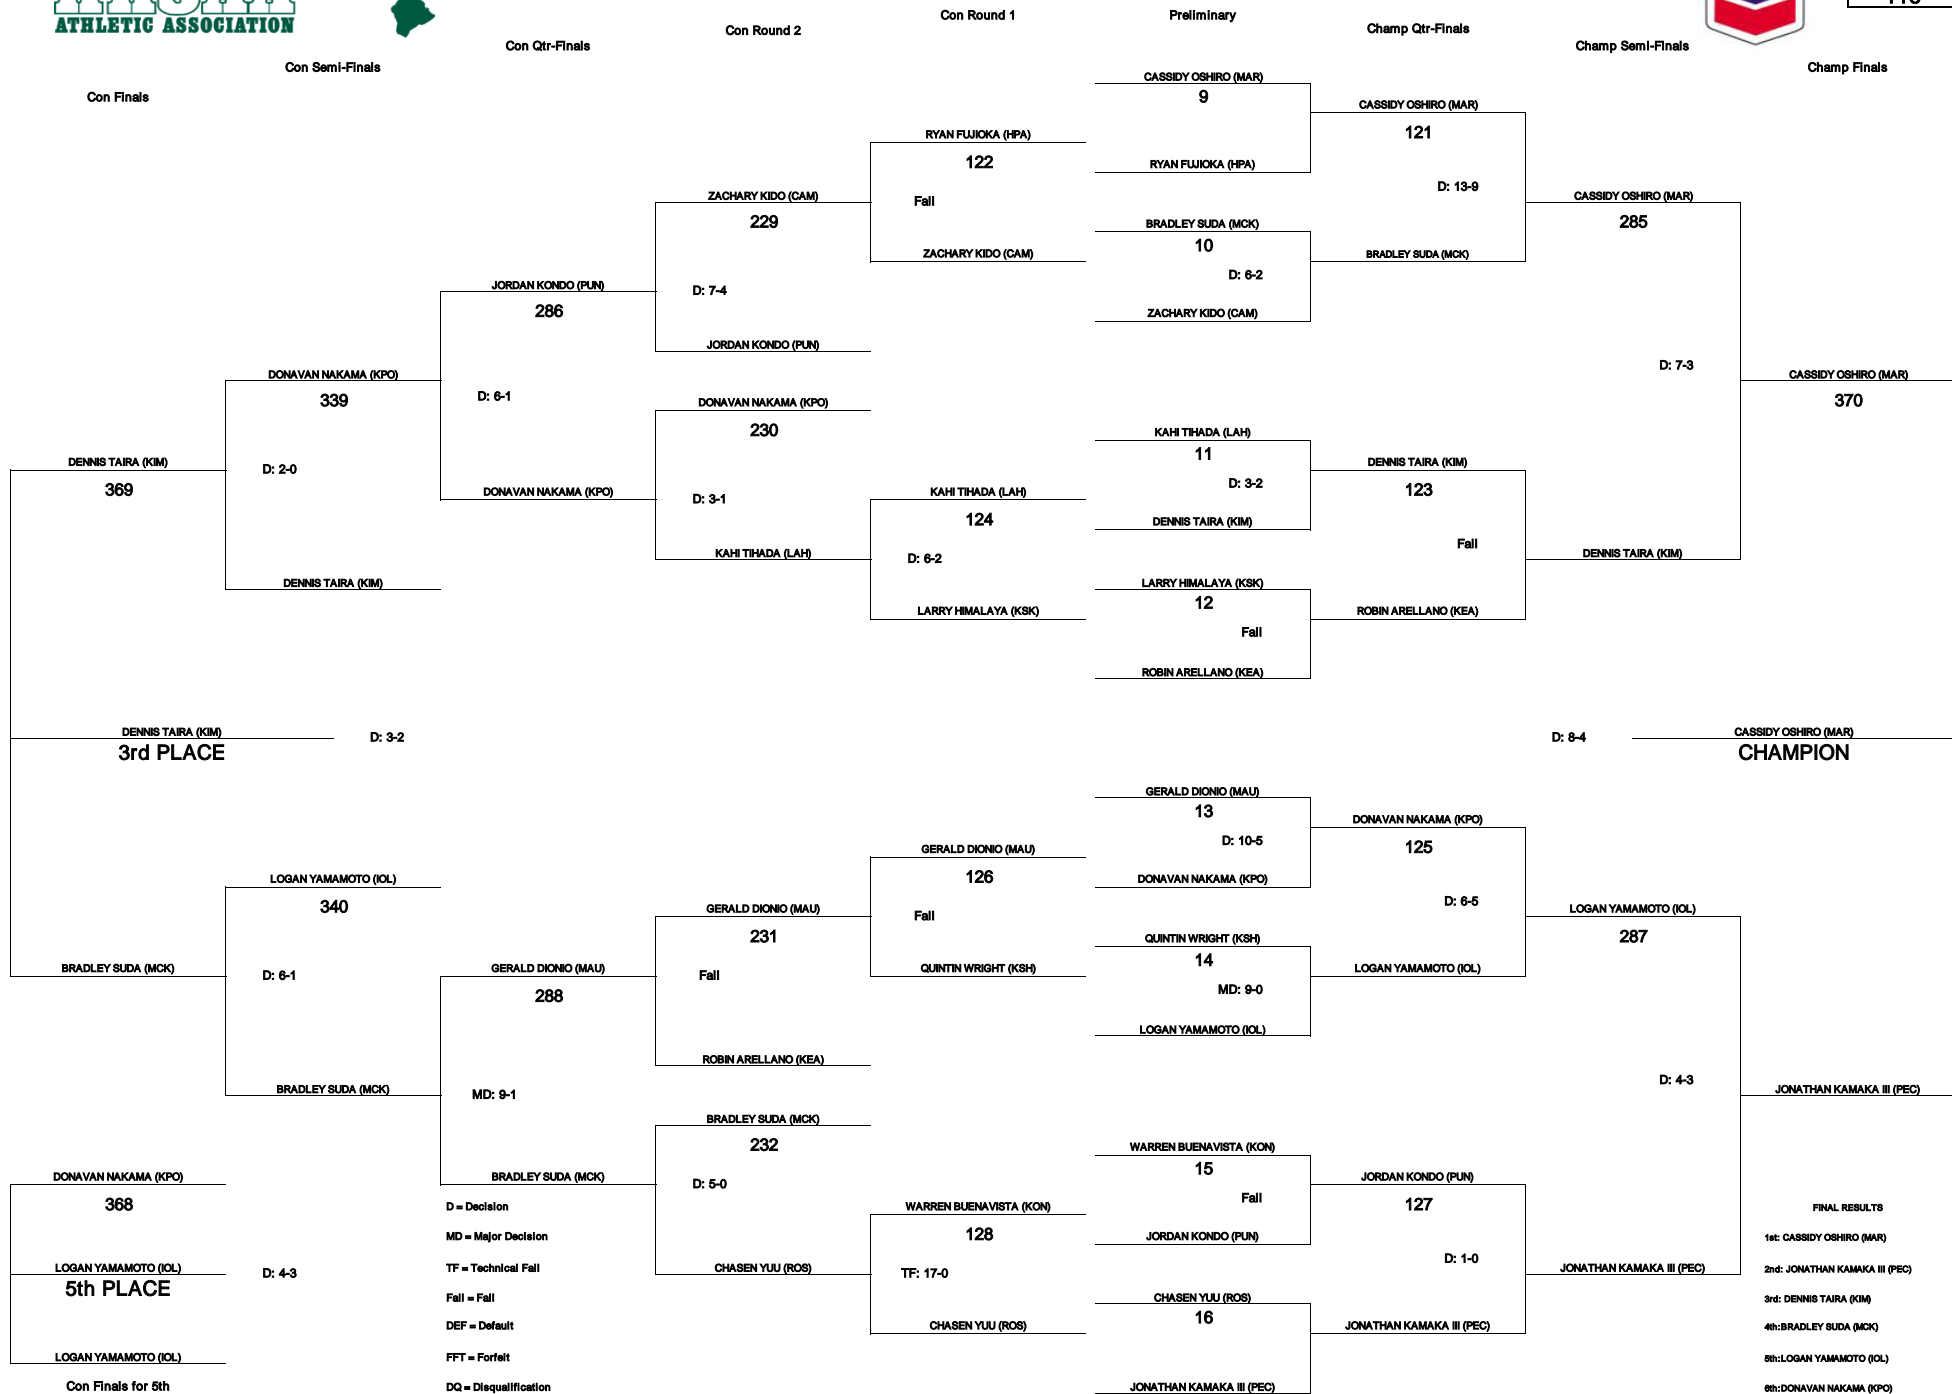 ATHLETIC ASSOCIATION
Con Finals
Con Semi-Finals
Con Qtr-Finals
Con Round 2
Con Round 1
Preliminary
Champ Qtr-Finals
Champ Semi-Finals
Champ Finals
CASSIDY OSHIRO (MAR)
9
RYAN FUJIOKA (HPA)
BRADLEY SUDA (MCK)
10
D: 6-2
ZACHARY KIDO (CAM)
KAHI TIHADA (LAH)
11
D: 3-2
DENNIS TAIRA (KIM)
LARRY HIMALAYA (KSK)
12
Fall
ROBIN ARELLANO (KEA)
GERALD DIONIO (MAU)
13
D: 10-5
DONAVAN NAKAMA (KPO)
QUINTIN WRIGHT (KSH)
14
MD: 9-0
LOGAN YAMAMOTO (IOL)
WARREN BUENAVISTA (KON)
15
Fall
JORDAN KONDO (PUN)
CHASEN YUU (ROS)
16
JONATHAN KAMAKA III (PEC)
CASSIDY OSHIRO (MAR)
121
D: 13-9
BRADLEY SUDA (MCK)
DENNIS TAIRA (KIM)
123
Fall
ROBIN ARELLANO (KEA)
DONAVAN NAKAMA (KPO)
125
D: 6-5
LOGAN YAMAMOTO (IOL)
JORDAN KONDO (PUN)
127
D: 1-0
JONATHAN KAMAKA III (PEC)
CASSIDY OSHIRO (MAR)
285
D: 7-3
DENNIS TAIRA (KIM)
LOGAN YAMAMOTO (IOL)
287
D: 4-3
JONATHAN KAMAKA III (PEC)
CASSIDY OSHIRO (MAR)
370
D: 8-4
CASSIDY OSHIRO (MAR)
CHAMPION
JONATHAN KAMAKA III (PEC)
RYAN FUJIOKA (HPA)
122
Fall
ZACHARY KIDO (CAM)
KAHI TIHADA (LAH)
124
D: 6-2
LARRY HIMALAYA (KSK)
GERALD DIONIO (MAU)
126
Fall
QUINTIN WRIGHT (KSH)
WARREN BUENAVISTA (KON)
128
TF: 17-0
CHASEN YUU (ROS)
ZACHARY KIDO (CAM)
229
D: 7-4
JORDAN KONDO (PUN)
DONAVAN NAKAMA (KPO)
230
D: 3-1
KAHI TIHADA (LAH)
GERALD DIONIO (MAU)
231
Fall
ROBIN ARELLANO (KEA)
BRADLEY SUDA (MCK)
232
D: 5-0
CHASEN YUU (ROS)
JORDAN KONDO (PUN)
286
D: 6-1
DONAVAN NAKAMA (KPO)
GERALD DIONIO (MAU)
288
MD: 9-1
BRADLEY SUDA (MCK)
DONAVAN NAKAMA (KPO)
339
D: 2-0
DENNIS TAIRA (KIM)
LOGAN YAMAMOTO (IOL)
340
D: 6-1
BRADLEY SUDA (MCK)
DENNIS TAIRA (KIM)
369
DENNIS TAIRA (KIM)
3rd PLACE
D: 3-2
BRADLEY SUDA (MCK)
DONAVAN NAKAMA (KPO)
368
LOGAN YAMAMOTO (IOL)
5th PLACE
D: 4-3
LOGAN YAMAMOTO (IOL)
Con Finals for 5th
D = Decision
MD = Major Decision
TF = Technical Fall
Fall = Fall
DEF = Default
FFT = Forfeit
DQ = Disqualification
FINAL RESULTS
1st: CASSIDY OSHIRO (MAR)
2nd: JONATHAN KAMAKA III (PEC)
3rd: DENNIS TAIRA (KIM)
4th:BRADLEY SUDA (MCK)
5th:LOGAN YAMAMOTO (IOL)
6th:DONAVAN NAKAMA (KPO)